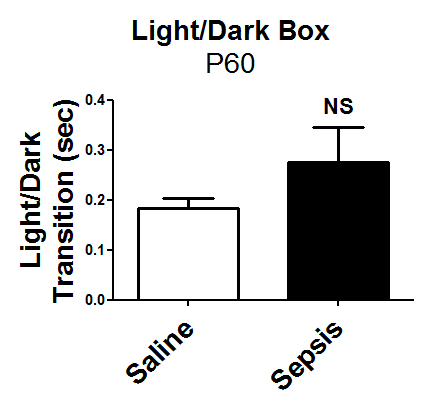 Light/Dark Box
P60
Light/Dark
Transition (sec)
0.4
0.3
0.2
0.1
0.0
NS
Saline
Sepsis